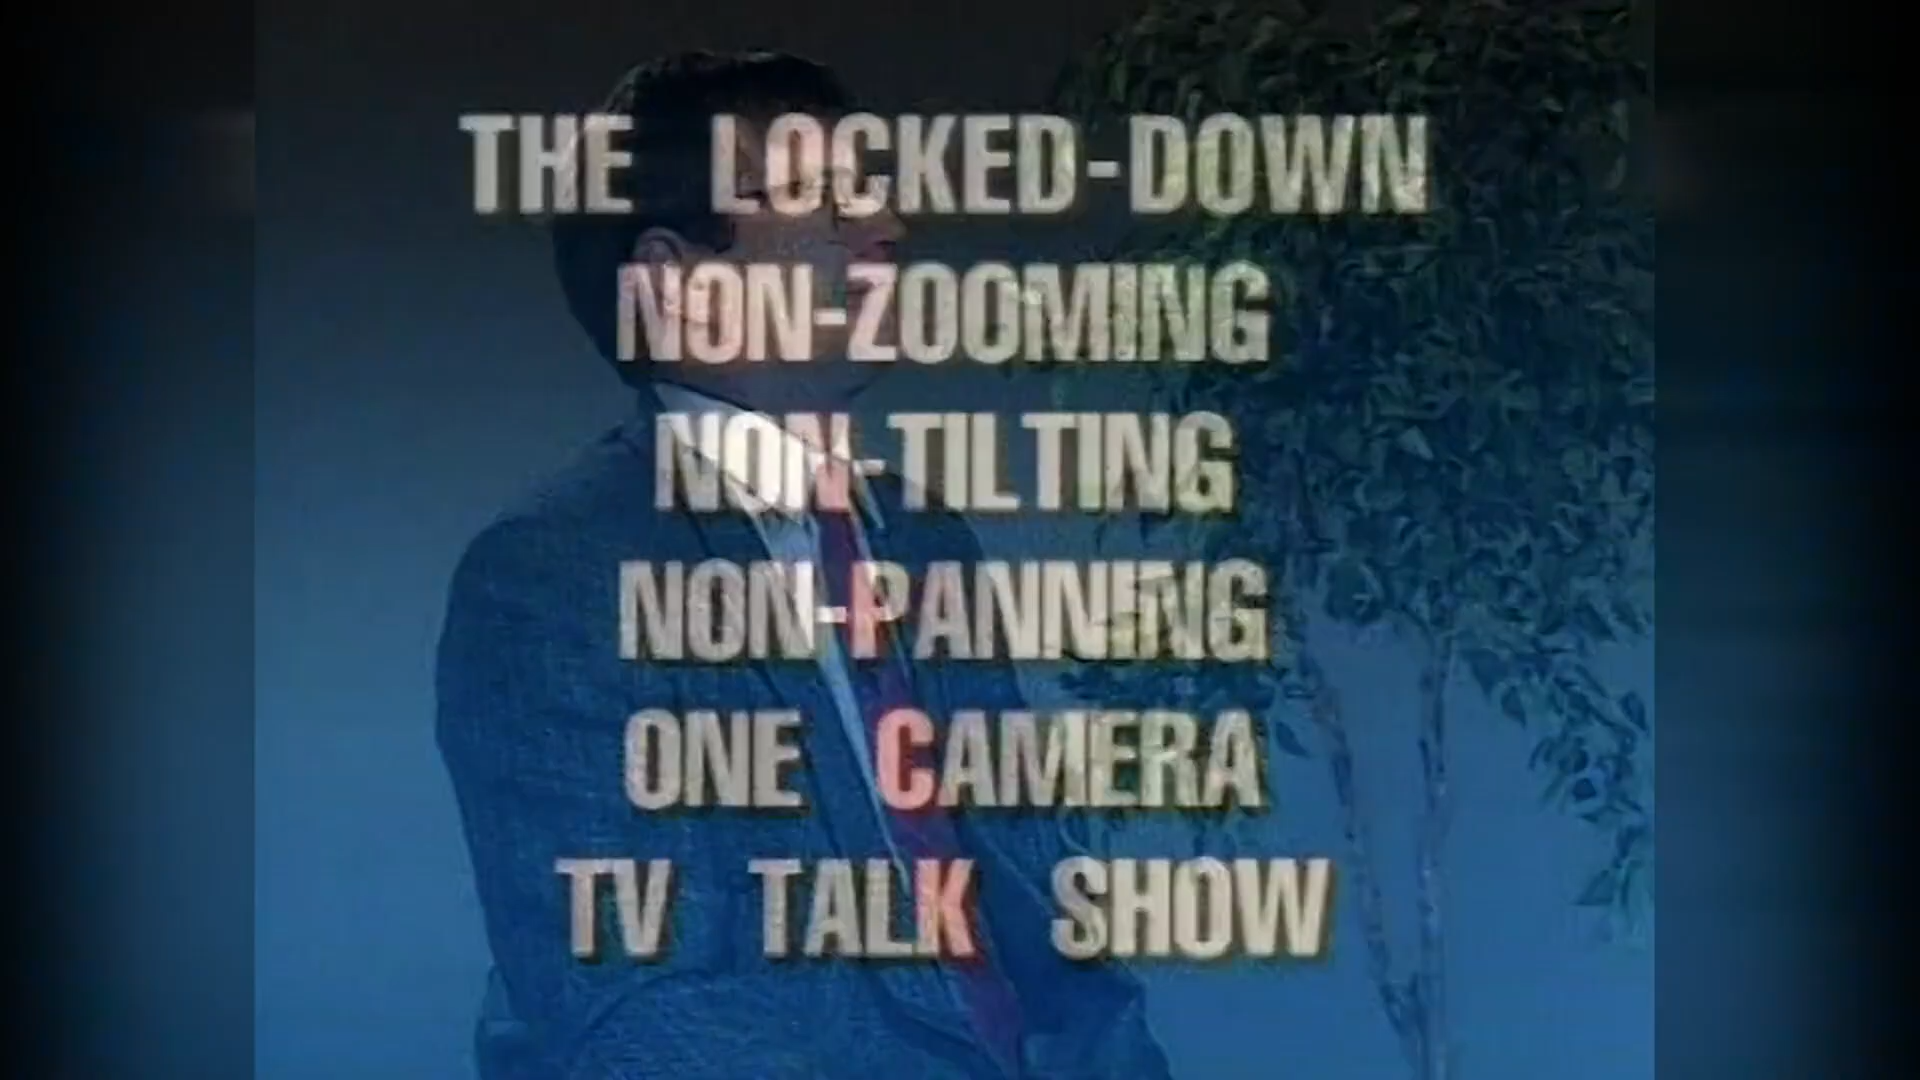 THE LOCKED-DOWN
NON-ZOOMING
NON-TILTING
NON-PANNING
ONE CAMERA
TV TALK SHOW